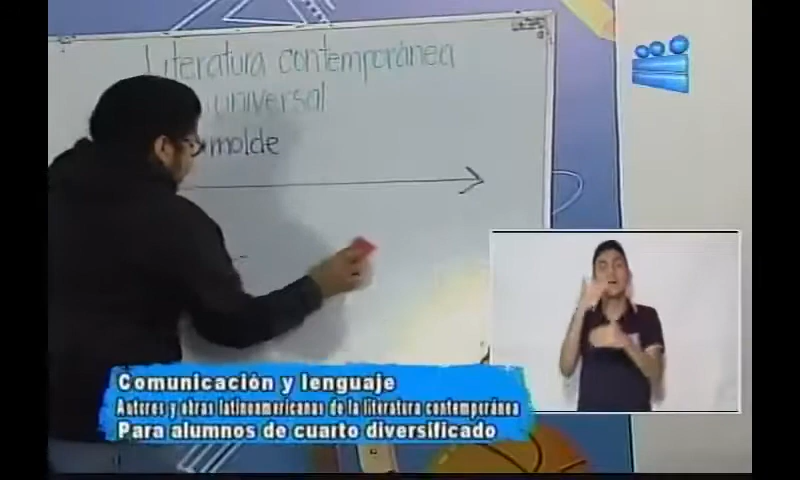 Literatura contemporánea
universal
molde
Comunicación y lenguaje
Autores y obras latinoamericanas de la literatura contemporánea
Para alumnos de cuarto diversificado